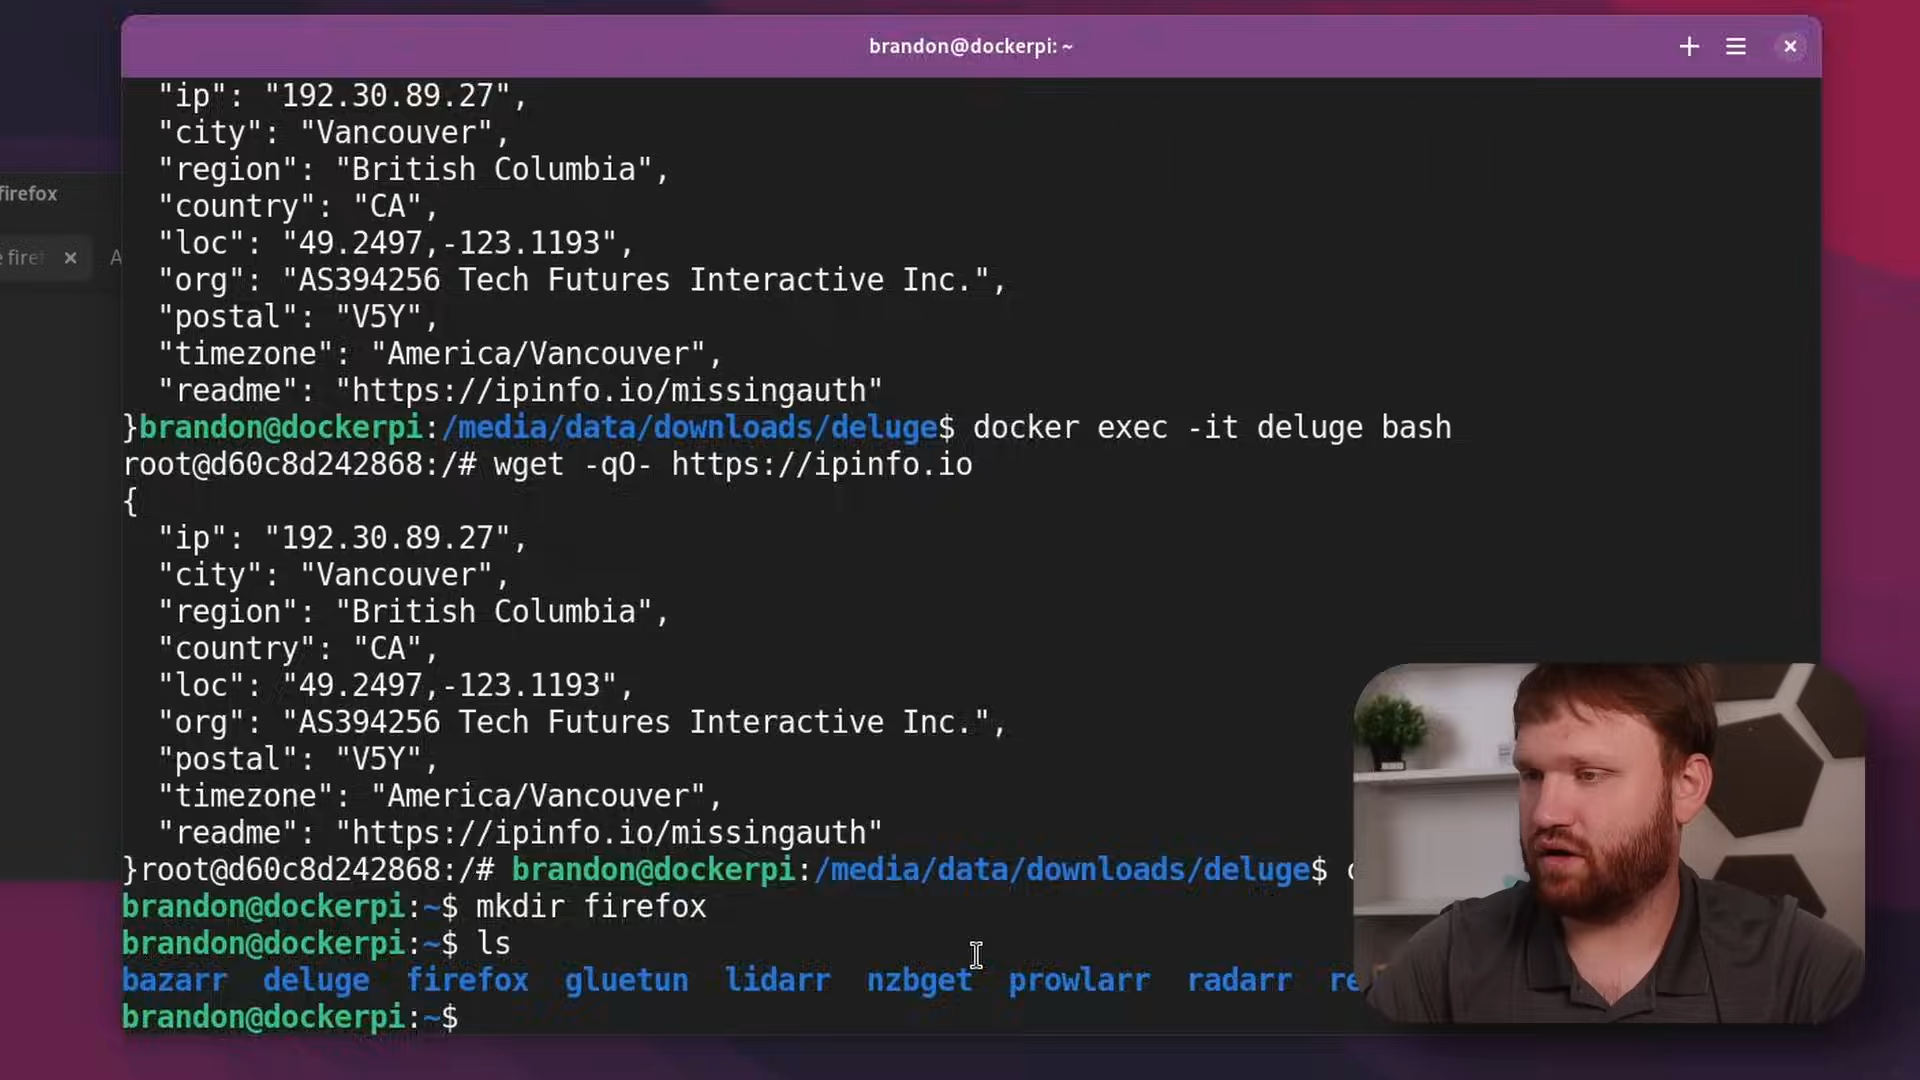 brandon@dockerpi: ~
"ip": "192.30.89.27",
"city": "Vancouver",
"region": "British Columbia",
"country": "CA",
"loc": "49.2497,-123.1193",
"org": "AS394256 Tech Futures Interactive Inc.",
"postal": "V5Y",
"timezone": "America/Vancouver",
"readme": "https://ipinfo.io/missingauth"
}brandon@dockerpi:/media/data/downloads/deluge$ docker exec -it deluge bash
root@d60c8d242868:/# wget -qO- https://ipinfo.io
{
"ip": "192.30.89.27",
"city": "Vancouver",
"region": "British Columbia",
"country": "CA",
"loc": "49.2497,-123.1193",
"org": "AS394256 Tech Futures Interactive Inc.",
"postal": "V5Y",
"timezone": "America/Vancouver",
"readme": "https://ipinfo.io/missingauth"
}root@d60c8d242868:/# brandon@dockerpi:/media/data/downloads/deluge$
brandon@dockerpi:~$ mkdir firefox
brandon@dockerpi:~$ ls
bazarr deluge firefox gluetun lidarr nzbget prowlarr radarr re
brandon@dockerpi:~$
firefox